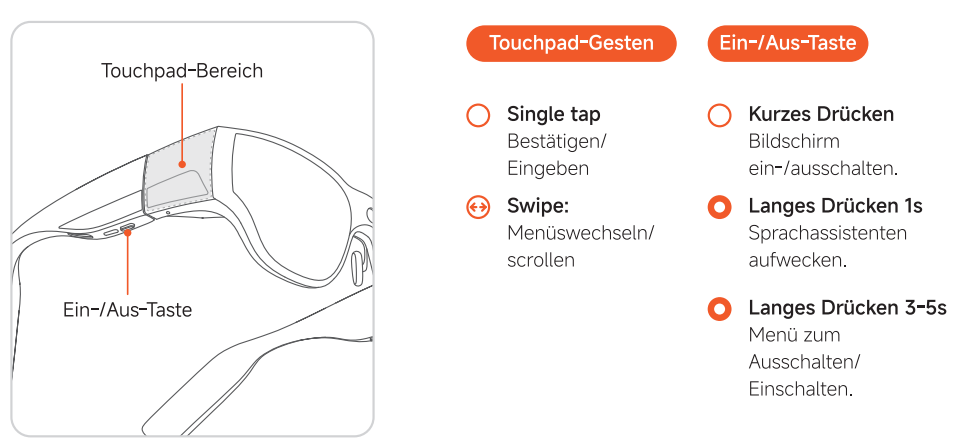 Touchpad-Bereich
Ein-/Aus-Taste
Touchpad-Gesten
Single tap
Bestätigen/
Eingeben
Swipe:
Menüswechseln/
scrollen
Ein-/Aus-Taste
Kurzes Drücken
Bildschirm
ein-/ausschalten.
Langes Drücken 1s
Sprachassistenten
aufwecken.
Langes Drücken 3-5s
Menü zum
Ausschalten/
Einschalten.